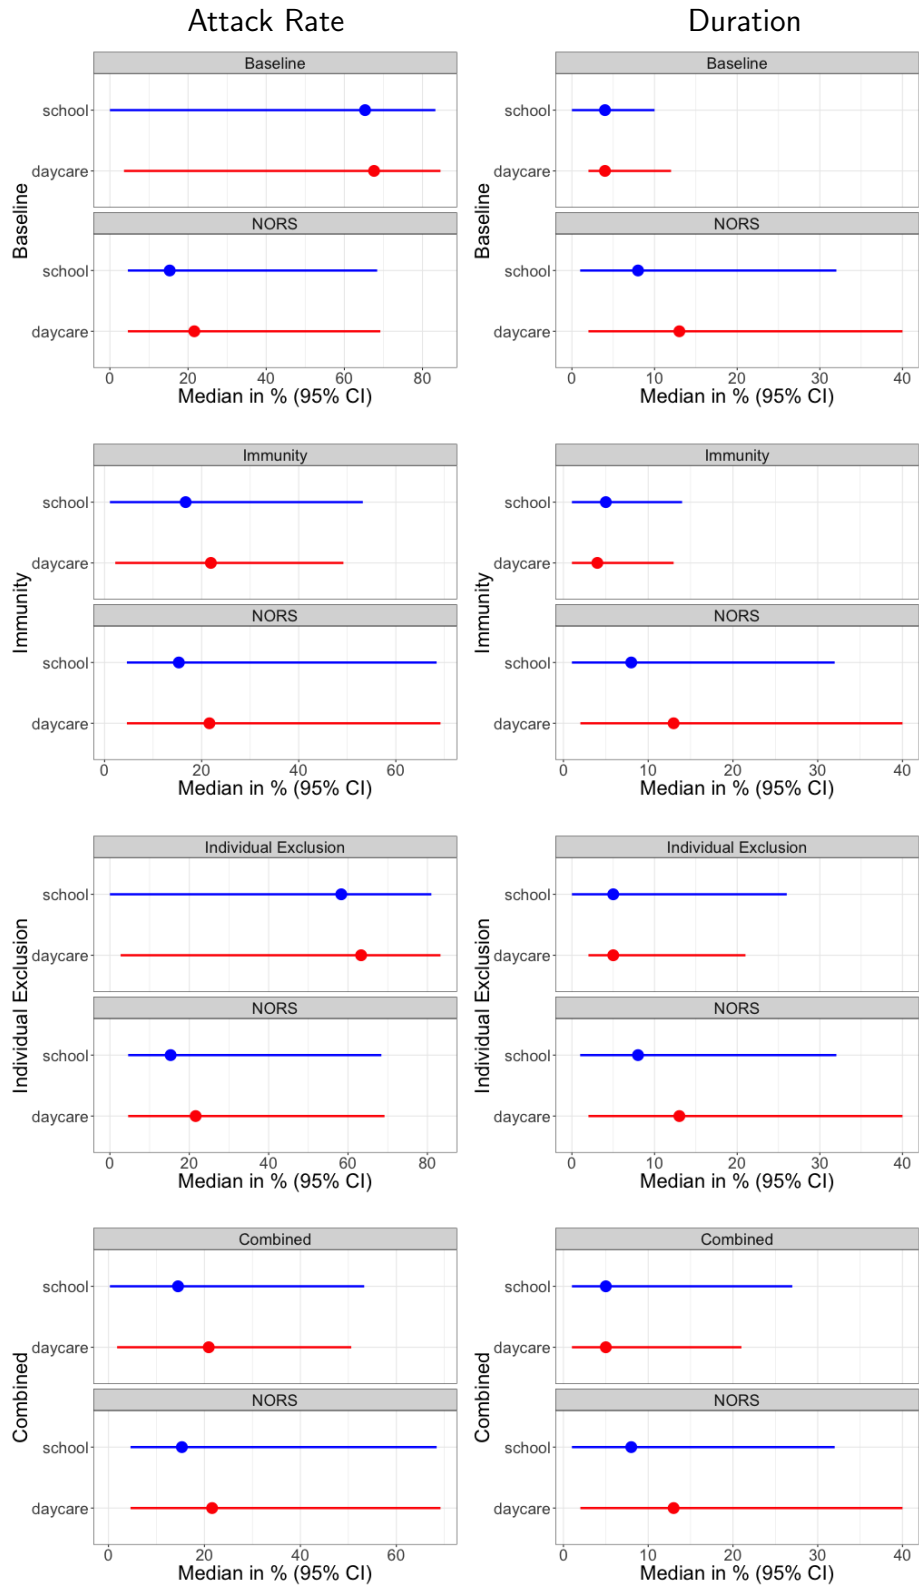 Attack Rate
Duration
Baseline
Baseline
school
daycare
NORS
school
daycare
0 20 40 60 80
Median in % (95% CI)
Baseline
Baseline
school
daycare
NORS
school
daycare
0 10 20 30 40
Median in % (95% CI)
Immunity
Immunity
school
daycare
NORS
school
daycare
0 20 40 60
Median in % (95% CI)
Immunity
Immunity
school
daycare
NORS
school
daycare
0 10 20 30 40
Median in % (95% CI)
Individual Exclusion
Individual Exclusion
school
daycare
NORS
school
daycare
0 20 40 60 80
Median in % (95% CI)
Individual Exclusion
Individual Exclusion
school
daycare
NORS
school
daycare
0 10 20 30 40
Median in % (95% CI)
Combined
Combined
school
daycare
NORS
school
daycare
0 20 40 60
Median in % (95% CI)
Combined
Combined
school
daycare
NORS
school
daycare
0 10 20 30 40
Median in % (95% CI)